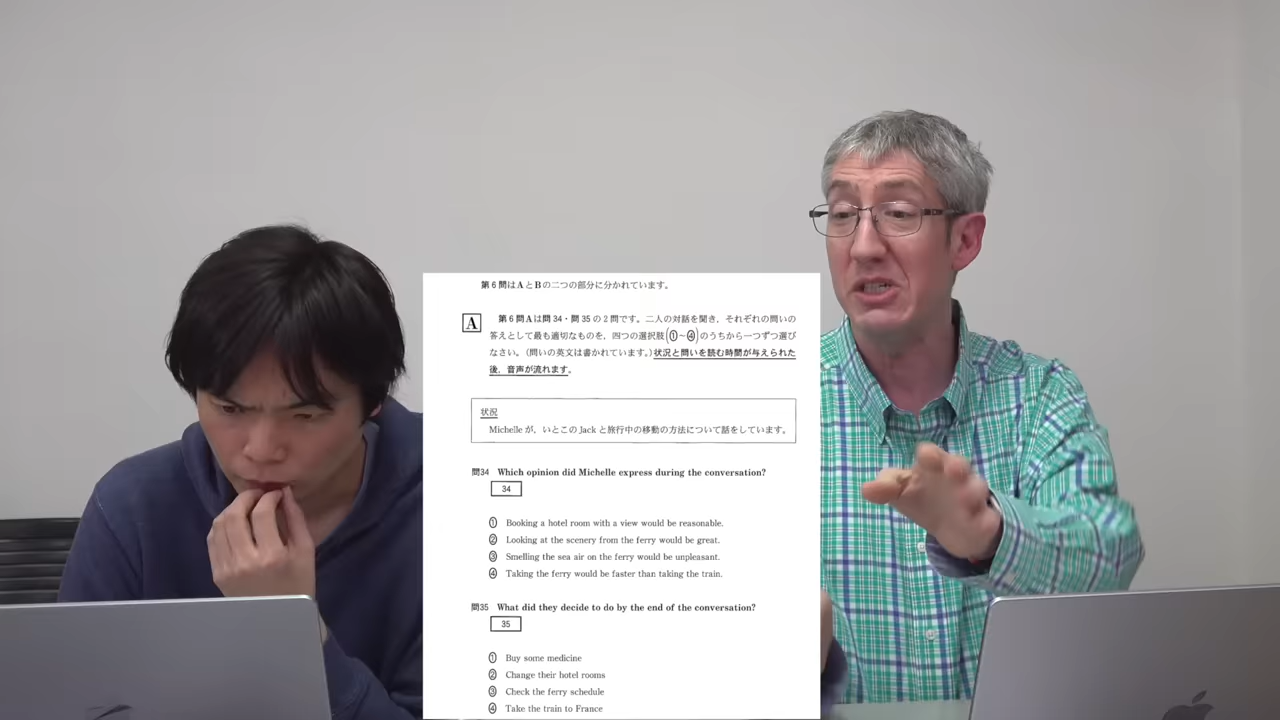 第6問はAとBの二つの部分に分かれています。
A 第6問Aは問34・問35の2問です。二人の対話を聞き,それぞれの問いの
答えとして最も適切なものを,四つの選択肢(①~④)のうちから一つずつ選び
なさい。(問いの英文は書かれています。)状況と問いを読む時間が与えられた
後,音声が流れます。
状況
Michelleが,いとこのJackと旅行中の移動の方法について話をしています。
問34 Which opinion did Michelle express during the conversation?
34
① Booking a hotel room with a view would be reasonable.
② Looking at the scenery from the ferry would be great.
③ Smelling the sea air on the ferry would be unpleasant.
④ Taking the ferry would be faster than taking the train.
問35 What did they decide to do by the end of the conversation?
35
① Buy some medicine
② Change their hotel rooms
③ Check the ferry schedule
④ Take the train to France